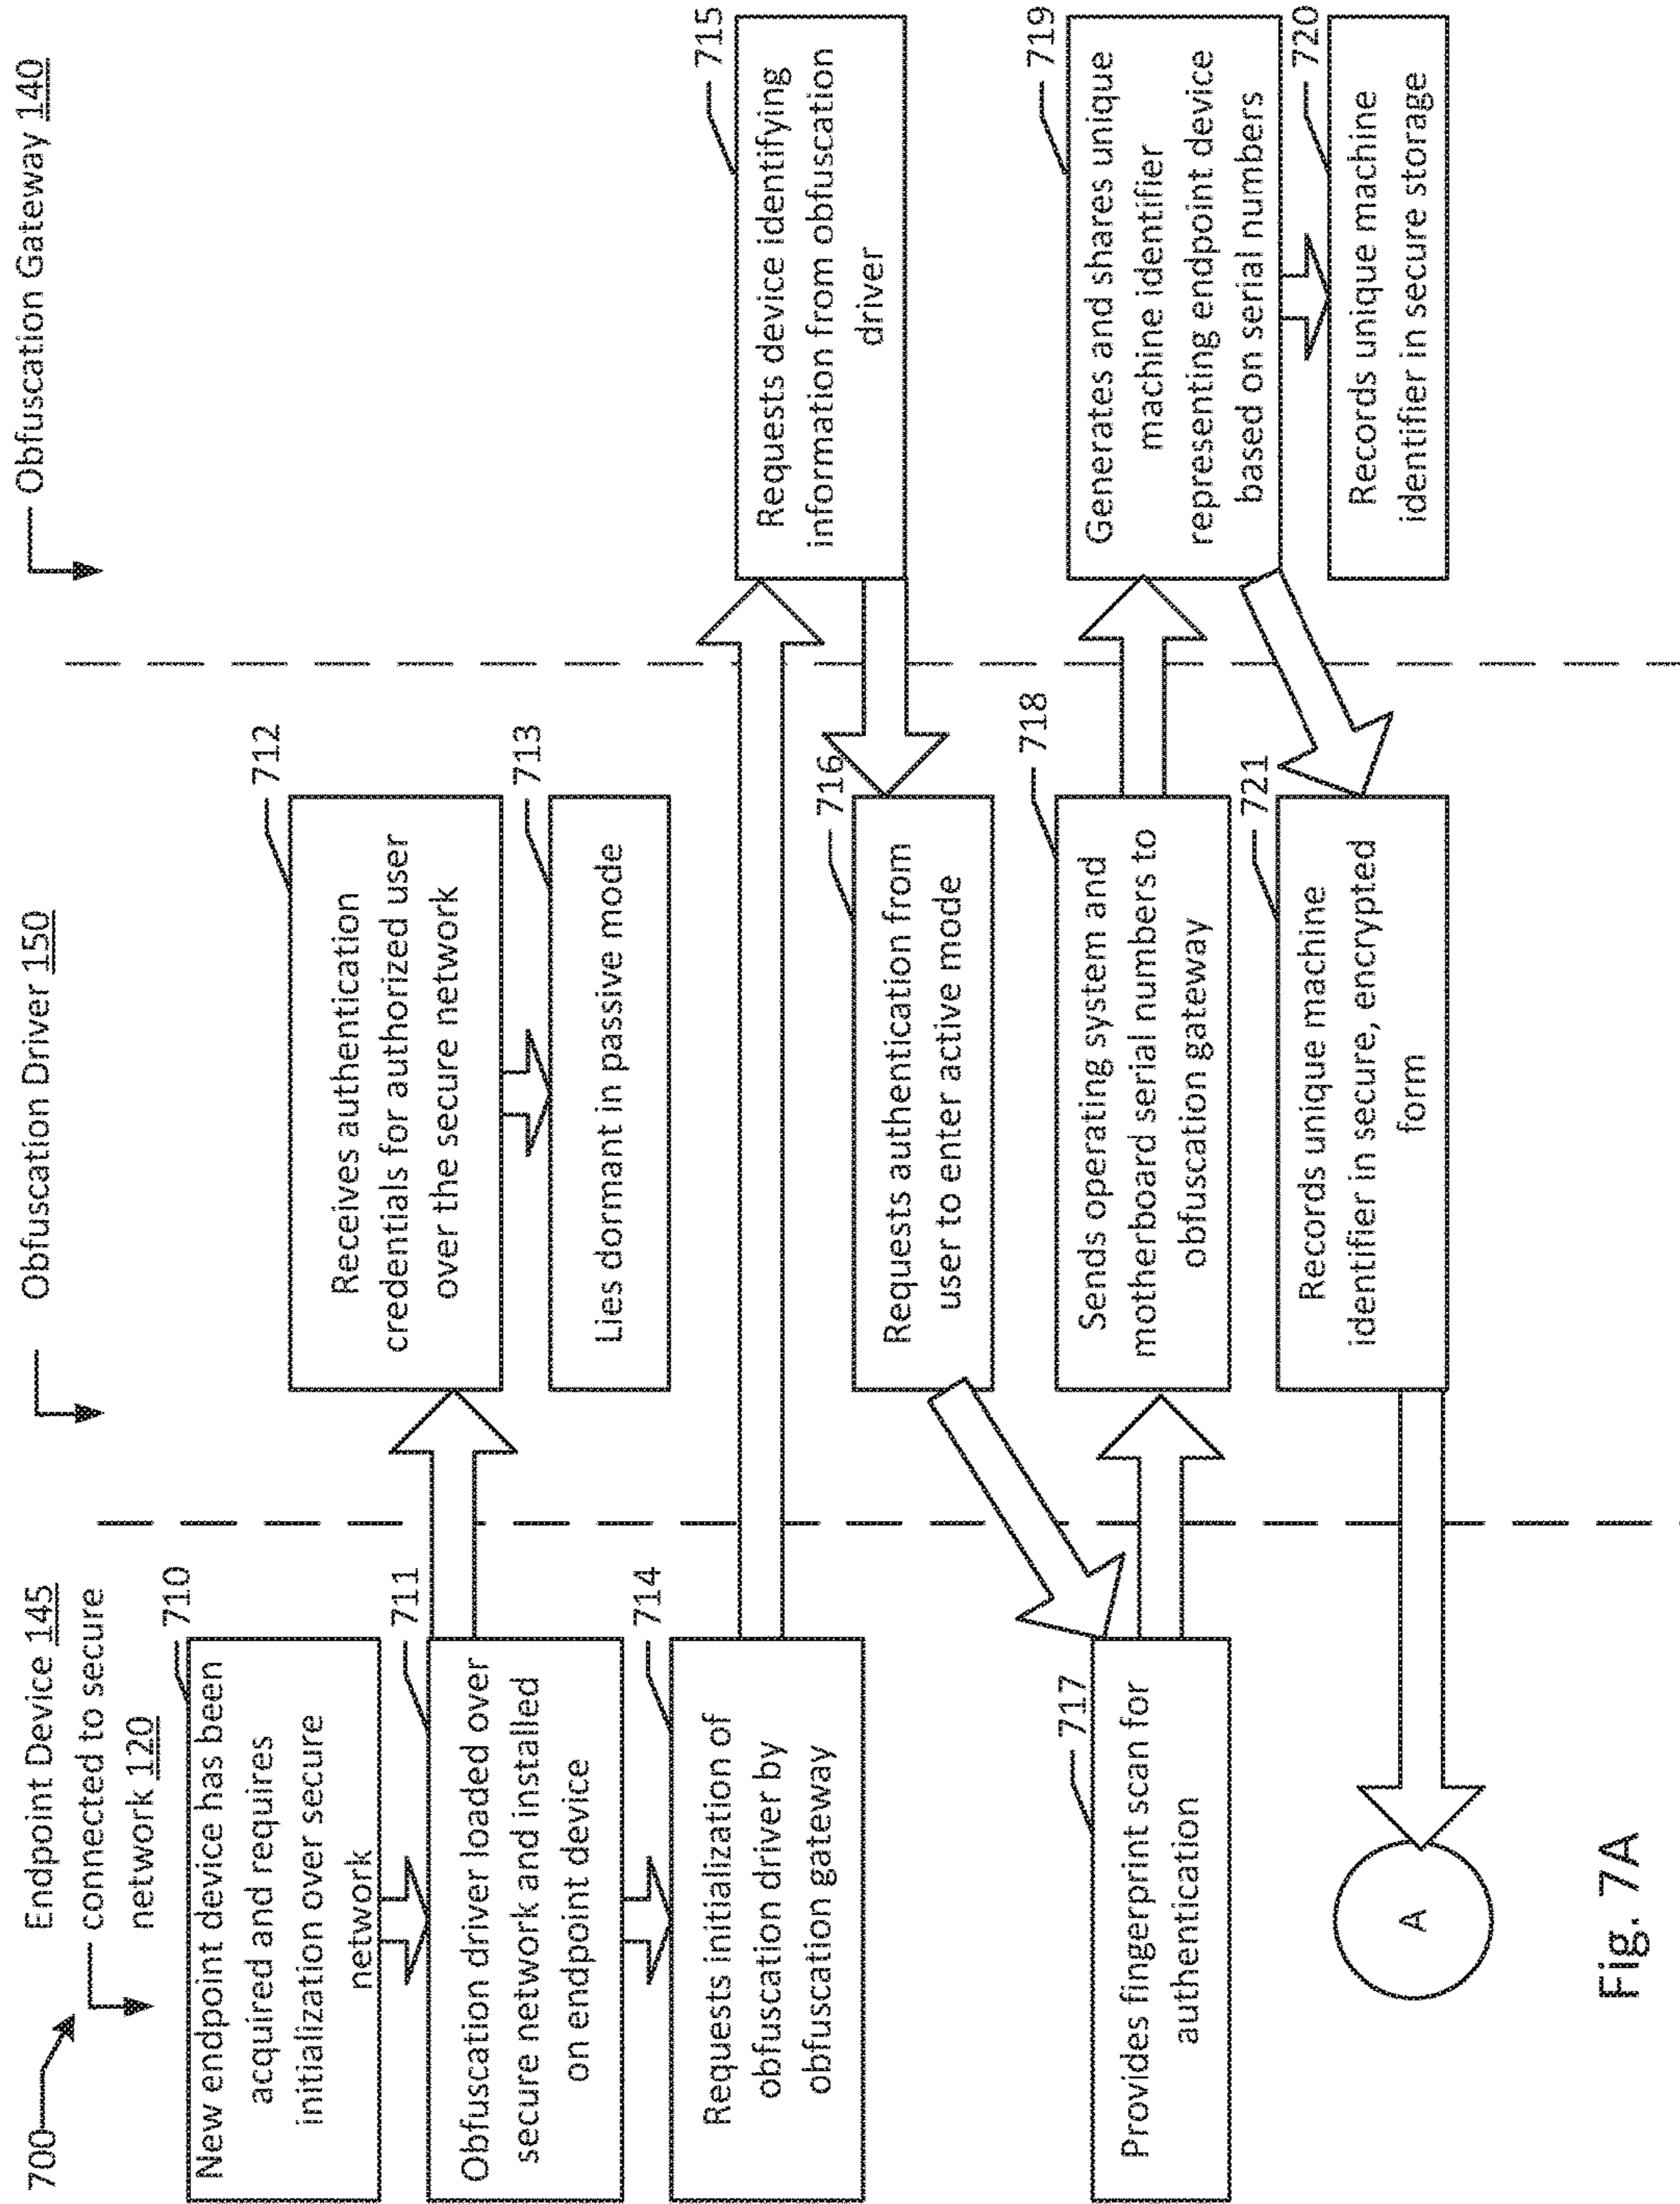 700
Endpoint Device 145
connected to secure
network 120
Obfuscation Driver 150
Obfuscation Gateway 140
710
New endpoint device has been
acquired and requires
initialization over secure
network
711
Obfuscation driver loaded over
secure network and installed
on endpoint device
712
Receives authentication
credentials for authorized user
over the secure network
713
Lies dormant in passive mode
714
Requests initialization of
obfuscation driver by
obfuscation gateway
715
Requests device identifying
information from obfuscation
driver
716
Requests authentication from
user to enter active mode
717
Provides fingerprint scan for
authentication
718
Sends operating system and
motherboard serial numbers to
obfuscation gateway
719
Generates and shares unique
machine identifier
representing endpoint device
based on serial numbers
720
Records unique machine
identifier in secure storage
721
Records unique machine
identifier in secure, encrypted
form
A
Fig. 7A